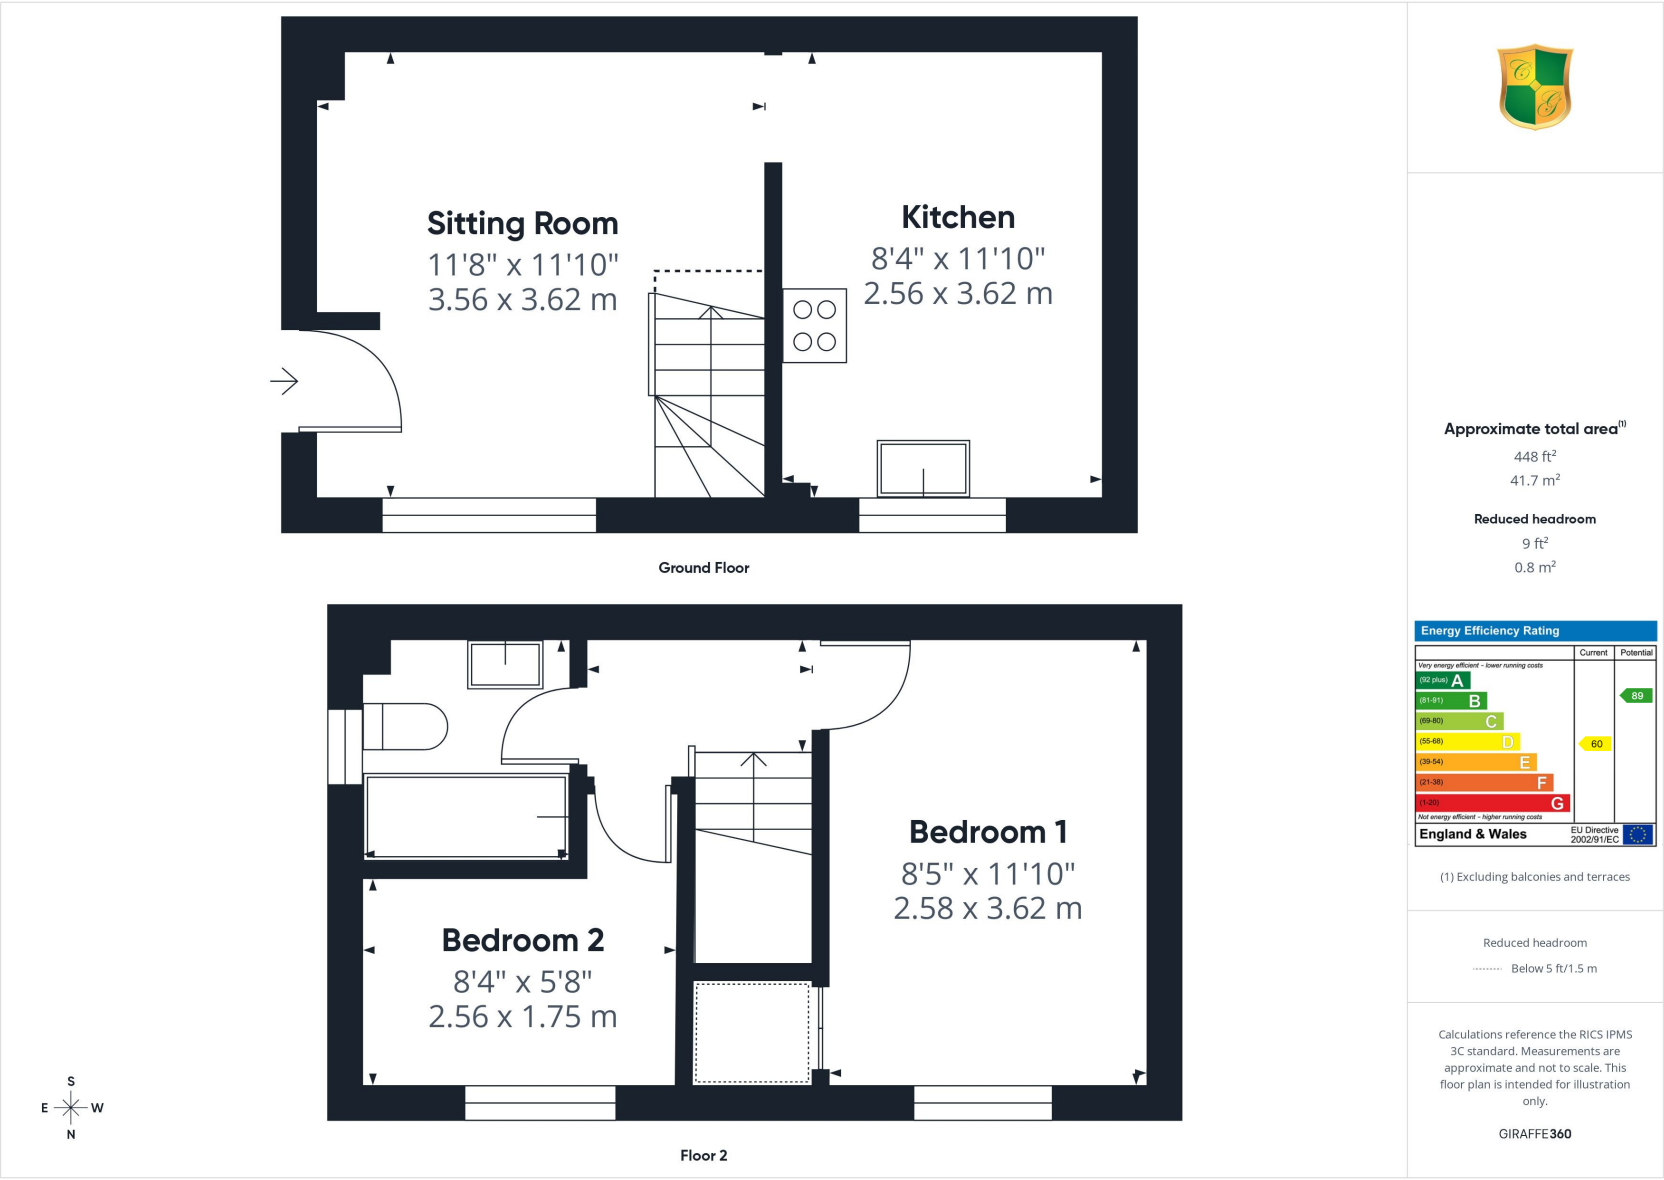 Sitting Room
11'8" x 11'10"
3.56 x 3.62 m
Kitchen
8'4" x 11'10"
2.56 x 3.62 m
Ground Floor
Bedroom 1
8'5" x 11'10"
2.58 x 3.62 m
Bedroom 2
8'4" x 5'8"
2.56 x 1.75 m
Floor 2
S
E W
N
C
G
Approximate total area(1)
448 ft²
41.7 m²
Reduced headroom
9 ft²
0.8 m²
Energy Efficiency Rating
Current Potential
Very energy efficient – lower running costs
(92 plus) A
(81-91) B
89
(69-80) C
(55-68) D
60
(39-54) E
(21-38) F
(1-20) G
Not energy efficient – higher running costs
England & Wales
EU Directive
2002/91/EC
(1) Excluding balconies and terraces
Reduced headroom
Below 5 ft/1.5 m
Calculations reference the RICS IPMS
3C standard. Measurements are
approximate and not to scale. This
floor plan is intended for illustration
only.
GIRAFFE360